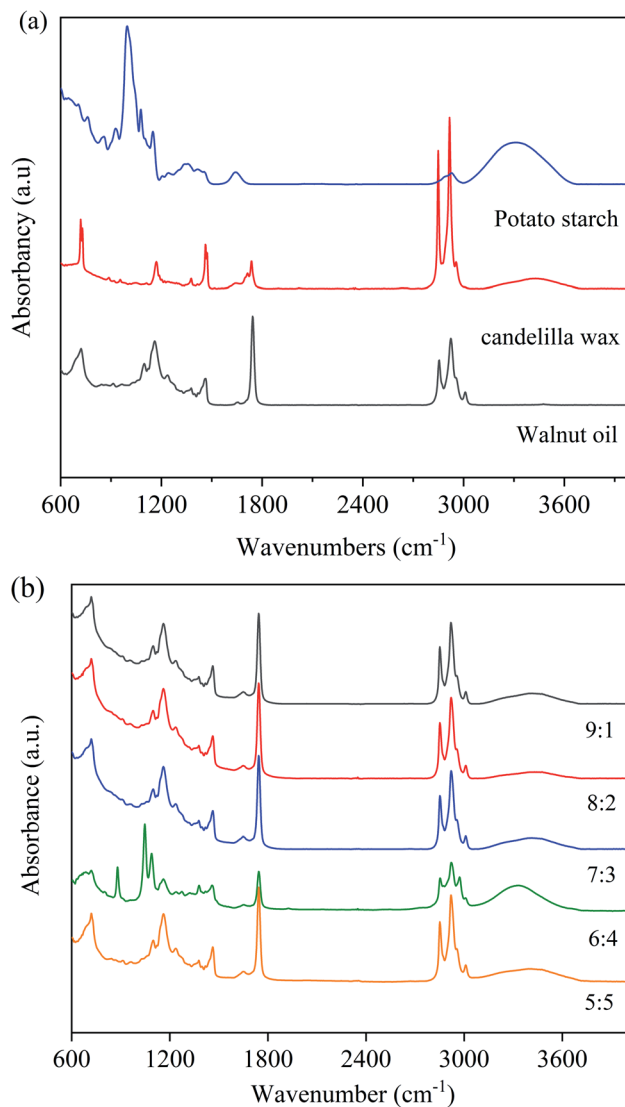 (a)
Absorbancy (a.u)
Potato starch
candelilla wax
Walnut oil
600 1200 1800 2400 3000 3600
Wavenumbers (cm⁻¹)
(b)
Absorbance (a.u.)
9:1
8:2
7:3
6:4
5:5
600 1200 1800 2400 3000 3600
Wavenumber (cm⁻¹)